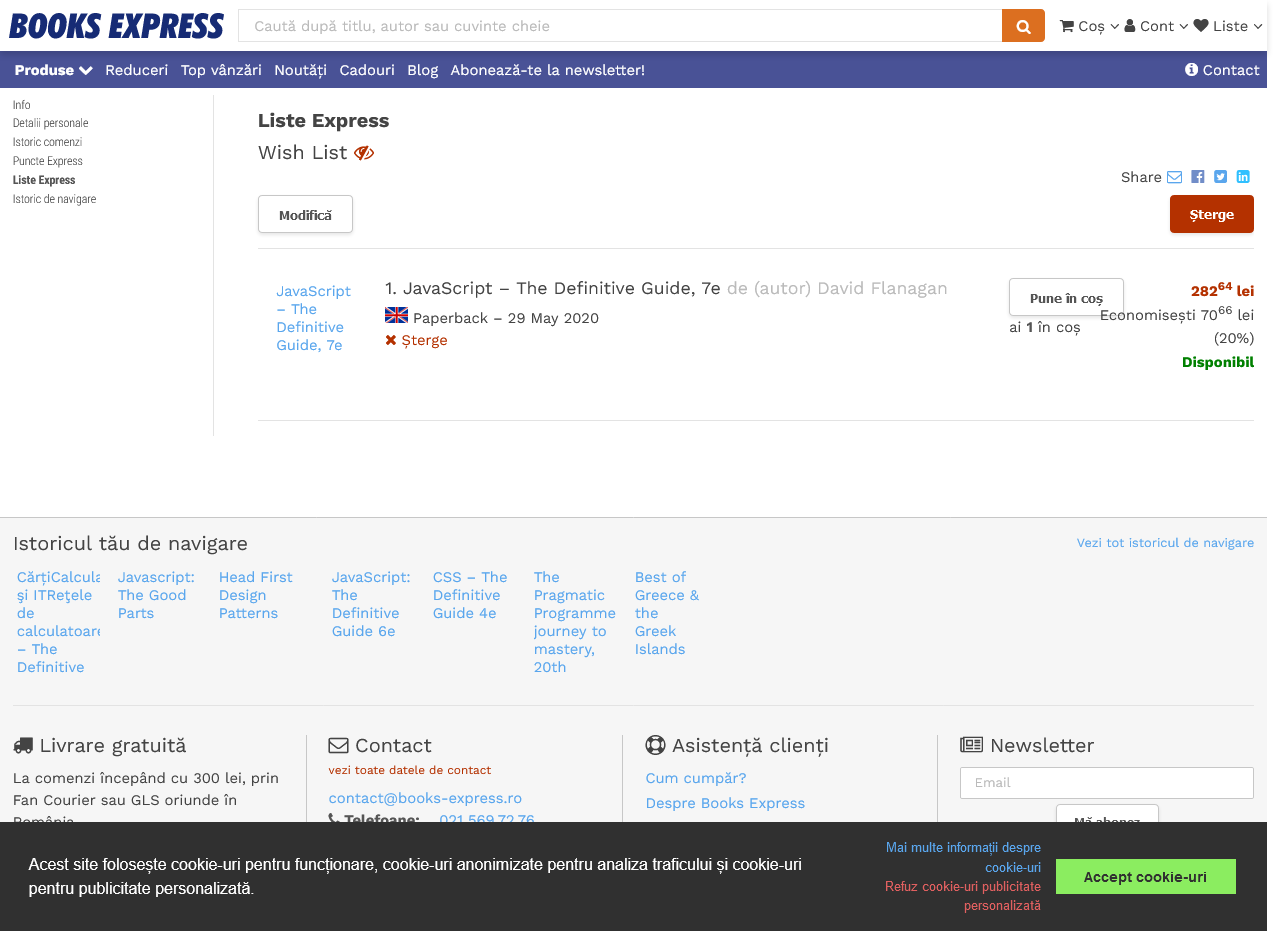 BOOKS EXPRESS
Caută după titlu, autor sau cuvinte cheie
Coș
Cont
Liste
Produse
Reduceri
Top vânzări
Noutăți
Cadouri
Blog
Abonează-te la newsletter!
Contact
Info
Detalii personale
Istoric comenzi
Puncte Express
Liste Express
Istoric de navigare
Liste Express
Wish List
Share
Modifică
Șterge
JavaScript
– The
Definitive
Guide, 7e
1. JavaScript – The Definitive Guide, 7e de (autor) David Flanagan
Paperback – 29 May 2020
Șterge
Pune în coș
ai 1 în coș
282⁶⁴ lei
Economisești 70⁶⁶ lei
(20%)
Disponibil
Istoricul tău de navigare
Vezi tot istoricul de navigare
CărțiCalcula
şi ITReţele
de
calculatoare
– The
Definitive
Javascript:
The Good
Parts
Head First
Design
Patterns
JavaScript:
The
Definitive
Guide 6e
CSS – The
Definitive
Guide 4e
The
Pragmatic
Programme
journey to
mastery,
20th
Best of
Greece &
the
Greek
Islands
Livrare gratuită
La comenzi începând cu 300 lei, prin
Fan Courier sau GLS oriunde în
România
Contact
vezi toate datele de contact
contact@books-express.ro
Telefoane: 021 569 72 76
Asistență clienți
Cum cumpăr?
Despre Books Express
Newsletter
Email
Mă abonez
Acest site folosește cookie-uri pentru funcționare, cookie-uri anonimizate pentru analiza traficului și cookie-uri
pentru publicitate personalizată.
Mai multe informații despre
cookie-uri
Refuz cookie-uri publicitate
personalizată
Accept cookie-uri